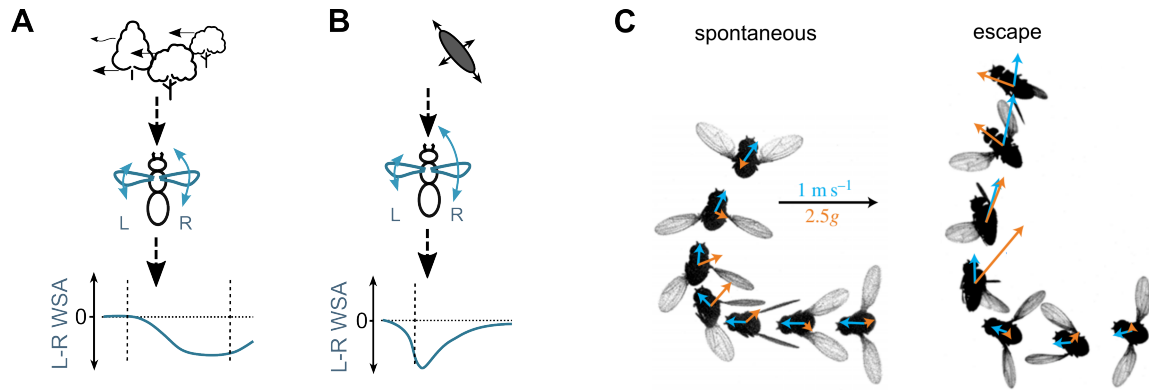 A
L R
L-R WSA
0
B
L R
L-R WSA
0
C
spontaneous
escape
1 m s⁻¹
2.5g